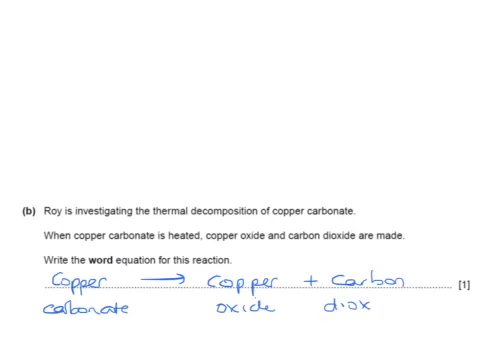 (b) Roy is investigating the thermal decomposition of copper carbonate.
When copper carbonate is heated, copper oxide and carbon dioxide are made.
Write the word equation for this reaction.
Copper → Copper + Carbon [1]
carbonate oxide diox